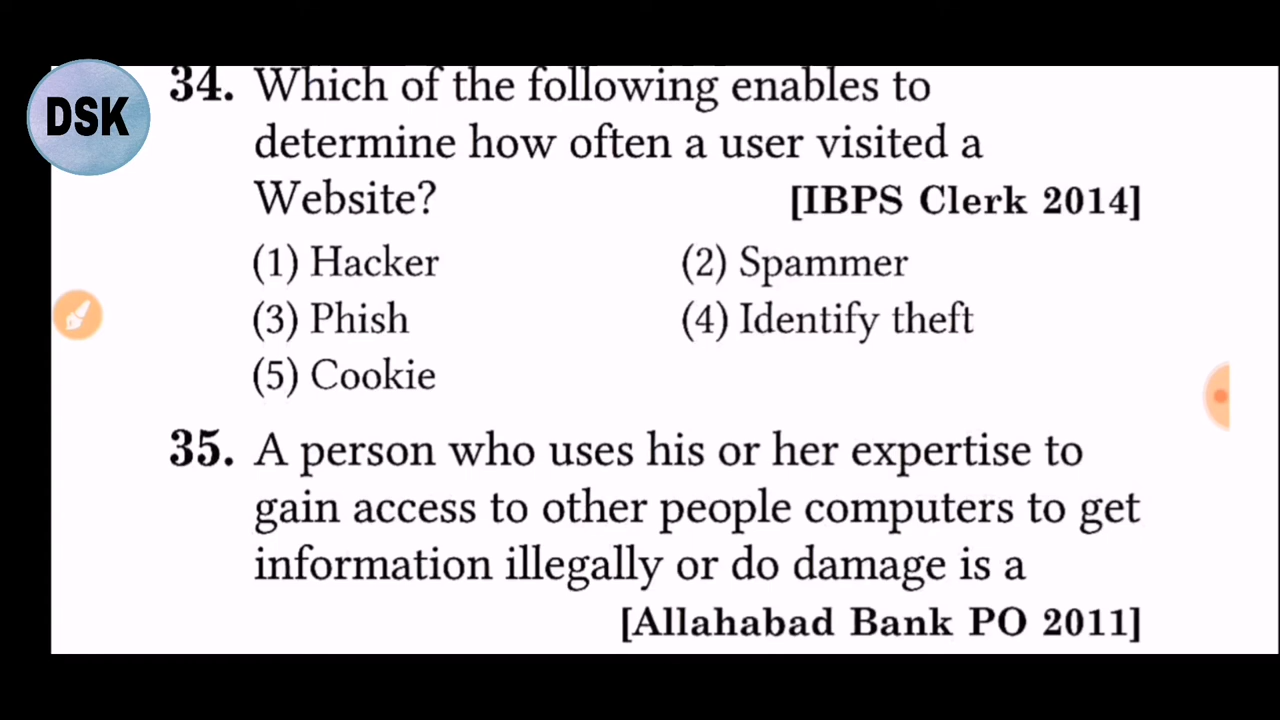 DSK
34. Which of the following enables to
determine how often a user visited a
Website? [IBPS Clerk 2014]
(1) Hacker (2) Spammer
(3) Phish (4) Identify theft
(5) Cookie
35. A person who uses his or her expertise to
gain access to other people computers to get
information illegally or do damage is a
[Allahabad Bank PO 2011]